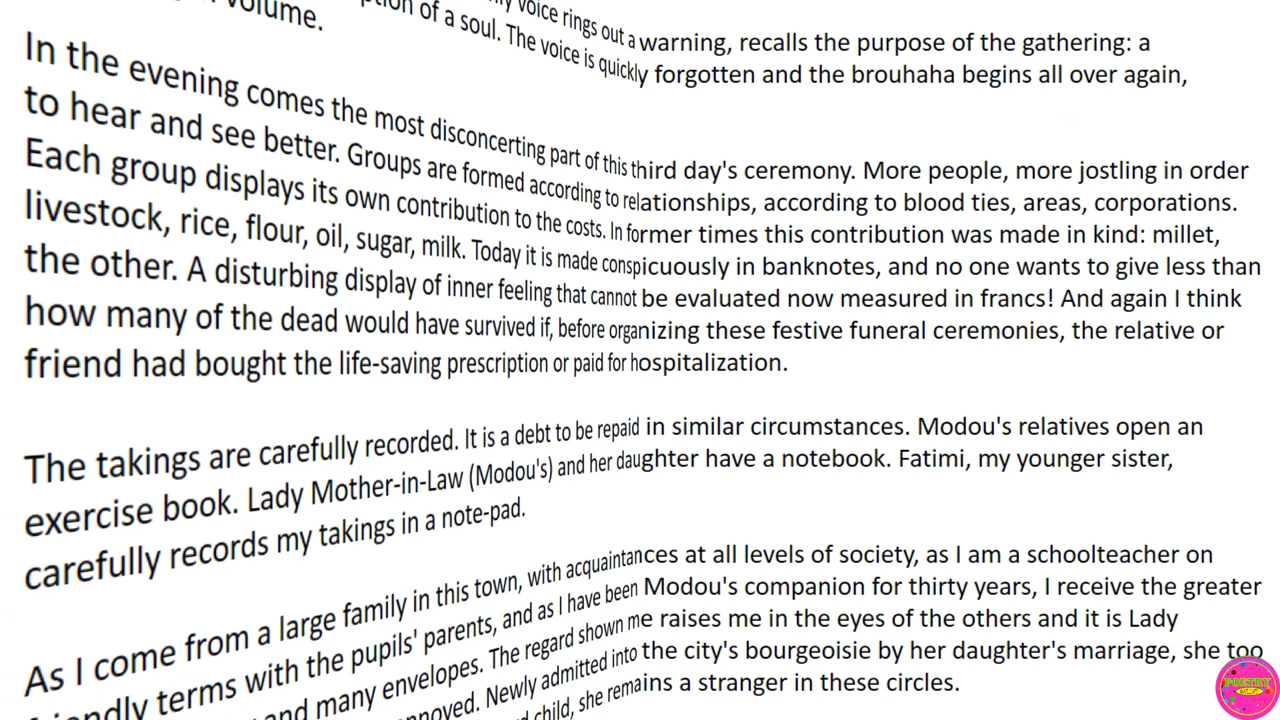 volume.
of a soul. The voice is quickly forgotten and the brouhaha begins all over again,
voice rings out a warning, recalls the purpose of the gathering: a
In the evening comes the most disconcerting part of this third day's ceremony. More people, more jostling in order
to hear and see better. Groups are formed according to relationships, according to blood ties, areas, corporations.
Each group displays its own contribution to the costs. In former times this contribution was made in kind: millet,
livestock, rice, flour, oil, sugar, milk. Today it is made conspicuously in banknotes, and no one wants to give less than
the other. A disturbing display of inner feeling that cannot be evaluated now measured in francs! And again I think
how many of the dead would have survived if, before organizing these festive funeral ceremonies, the relative or
friend had bought the life-saving prescription or paid for hospitalization.
The takings are carefully recorded. It is a debt to be repaid in similar circumstances. Modou's relatives open an
exercise book. Lady Mother-in-Law (Modou's) and her daughter have a notebook. Fatimi, my younger sister,
carefully records my takings in a note-pad.
As I come from a large family in this town, with acquaintances at all levels of society, as I am a schoolteacher on
terms with the pupils' parents, and as I have been Modou's companion for thirty years, I receive the greater
and many envelopes. The regard shown me raises me in the eyes of the others and it is Lady
Newly admitted into the city's bourgeoisie by her daughter's marriage, she too
child, she remains a stranger in these circles.
POETRY